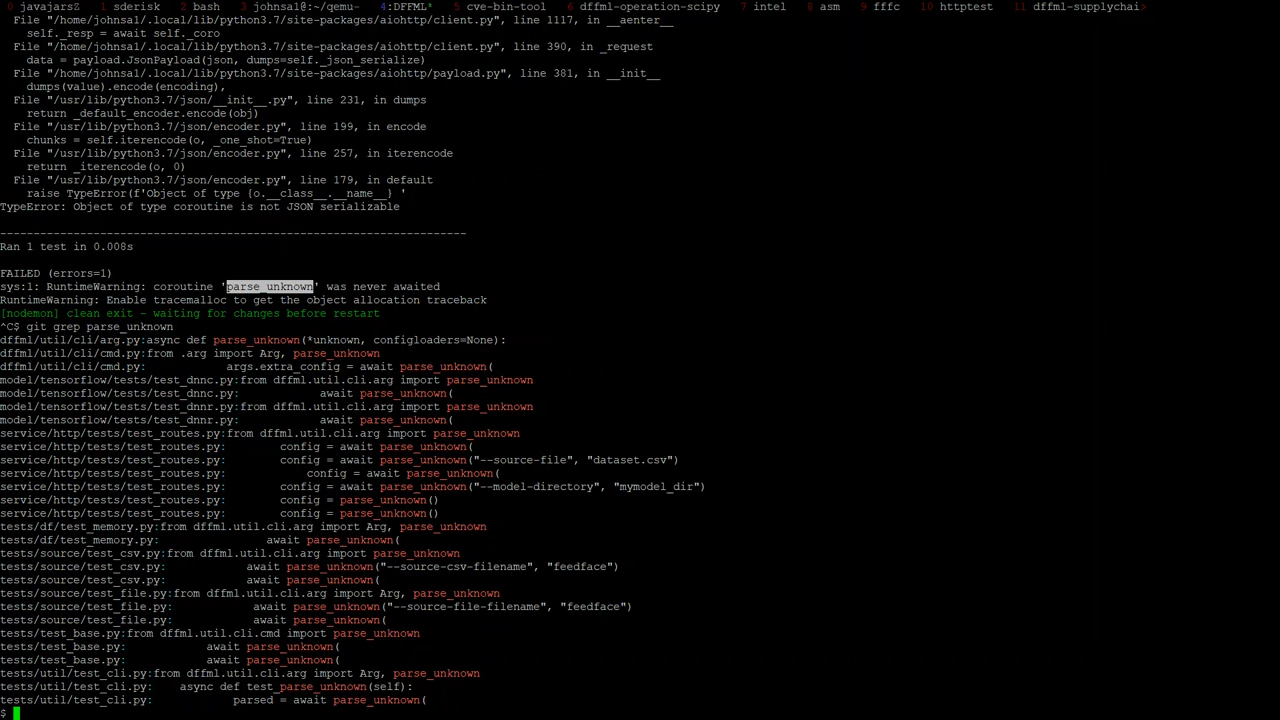 0 javajarsZ  1 sderisk  2 bash  3 johnsa1@:~/qemu-  4:DFFML*  5 cve-bin-tool  6 dffml-operation-scipy  7 intel  8 asm  9 fffc  10 httptest  11 dffml-supplychai>
File "/home/johnsa1/.local/lib/python3.7/site-packages/aiohttp/client.py", line 1117, in __aenter__
self._resp = await self._coro
File "/home/johnsa1/.local/lib/python3.7/site-packages/aiohttp/client.py", line 390, in _request
data = payload.JsonPayload(json, dumps=self._json_serialize)
File "/home/johnsa1/.local/lib/python3.7/site-packages/aiohttp/payload.py", line 381, in __init__
dumps(value).encode(encoding),
File "/usr/lib/python3.7/json/__init__.py", line 231, in dumps
return _default_encoder.encode(obj)
File "/usr/lib/python3.7/json/encoder.py", line 199, in encode
chunks = self.iterencode(o, _one_shot=True)
File "/usr/lib/python3.7/json/encoder.py", line 257, in iterencode
return _iterencode(o, 0)
File "/usr/lib/python3.7/json/encoder.py", line 179, in default
raise TypeError(f'Object of type {o.__class__.__name__} '
TypeError: Object of type coroutine is not JSON serializable
----------------------------------------------------------------------
Ran 1 test in 0.008s
FAILED (errors=1)
sys:1: RuntimeWarning: coroutine 'parse_unknown' was never awaited
RuntimeWarning: Enable tracemalloc to get the object allocation traceback
[nodemon] clean exit - waiting for changes before restart
^C$ git grep parse_unknown
dffml/util/cli/arg.py:async def parse_unknown(*unknown, configloaders=None):
dffml/util/cli/cmd.py:from .arg import Arg, parse_unknown
dffml/util/cli/cmd.py:            args.extra_config = await parse_unknown(
model/tensorflow/tests/test_dnnc.py:from dffml.util.cli.arg import parse_unknown
model/tensorflow/tests/test_dnnc.py:            await parse_unknown(
model/tensorflow/tests/test_dnnr.py:from dffml.util.cli.arg import parse_unknown
model/tensorflow/tests/test_dnnr.py:            await parse_unknown(
service/http/tests/test_routes.py:from dffml.util.cli.arg import parse_unknown
service/http/tests/test_routes.py:        config = await parse_unknown(
service/http/tests/test_routes.py:        config = await parse_unknown("--source-file", "dataset.csv")
service/http/tests/test_routes.py:            config = await parse_unknown(
service/http/tests/test_routes.py:        config = await parse_unknown("--model-directory", "mymodel_dir")
service/http/tests/test_routes.py:        config = parse_unknown()
service/http/tests/test_routes.py:        config = parse_unknown()
tests/df/test_memory.py:from dffml.util.cli.arg import Arg, parse_unknown
tests/df/test_memory.py:                await parse_unknown(
tests/source/test_csv.py:from dffml.util.cli.arg import parse_unknown
tests/source/test_csv.py:            await parse_unknown("--source-csv-filename", "feedface")
tests/source/test_csv.py:            await parse_unknown(
tests/source/test_file.py:from dffml.util.cli.arg import Arg, parse_unknown
tests/source/test_file.py:            await parse_unknown("--source-file-filename", "feedface")
tests/source/test_file.py:            await parse_unknown(
tests/test_base.py:from dffml.util.cli.cmd import parse_unknown
tests/test_base.py:            await parse_unknown(
tests/test_base.py:            await parse_unknown(
tests/util/test_cli.py:from dffml.util.cli.arg import Arg, parse_unknown
tests/util/test_cli.py:    async def test_parse_unknown(self):
tests/util/test_cli.py:            parsed = await parse_unknown(
$